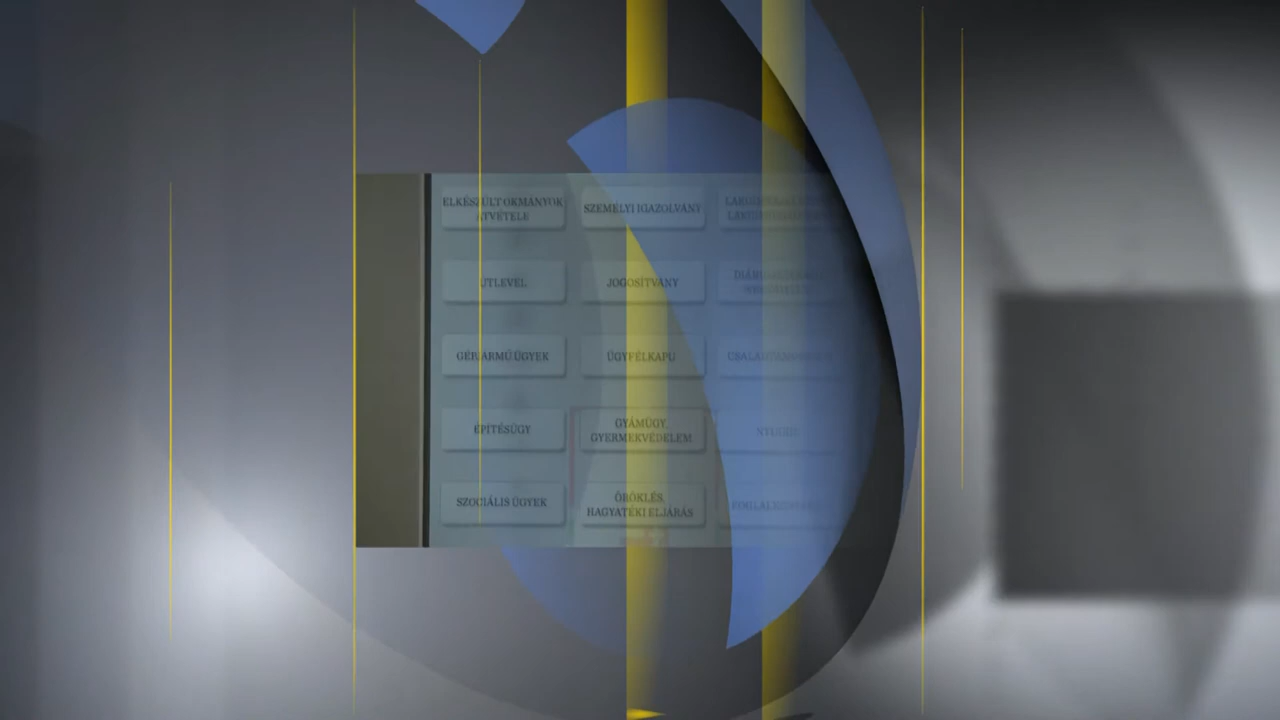 ELKÉSZÜLT OKMÁNYOK
ÁTVÉTELE
SZEMÉLYI IGAZOLVÁNY
ÚTLEVÉL
JOGOSÍTVÁNY
GÉPJÁRMŰ ÜGYEK
ÜGYFÉLKAPU
ÉPÍTÉSÜGY
GYÁMÜGY,
GYERMEKVÉDELEM
NYUGDÍJ
SZOCIÁLIS ÜGYEK
ÖRÖKLÉS,
HAGYATÉKI ELJÁRÁS